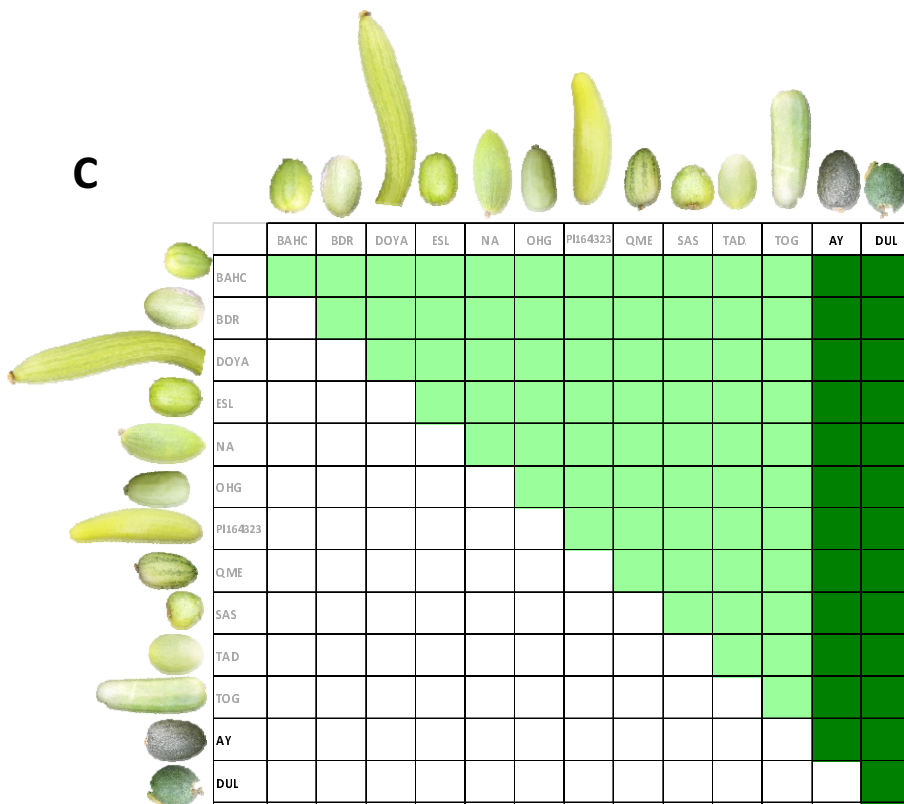 C
BAHC BDR DOYA ESL NA OHG PI164323 QME SAS TAD TOG AY DUL
BAHC
BDR
DOYA
ESL
NA
OHG
PI164323
QME
SAS
TAD
TOG
AY
DUL